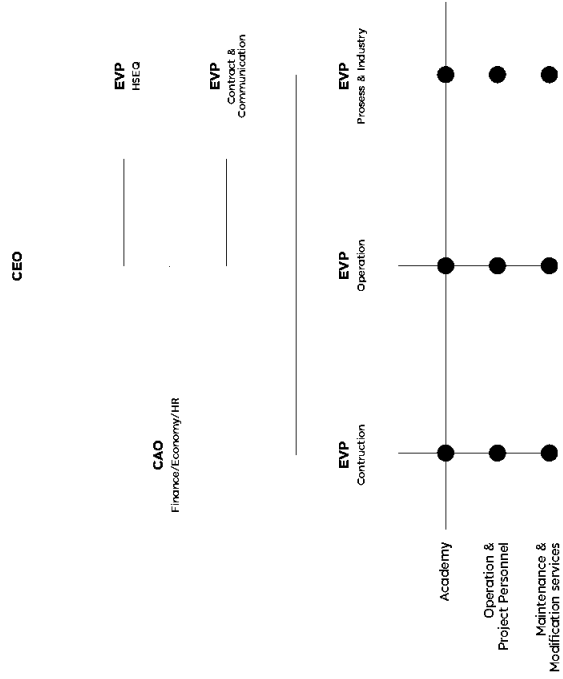 CEO
EVP
HSEQ
CAO
Finance/Economy/HR
EVP
Contract &
Communication
EVP
Contruction
EVP
Operation
EVP
Prosess & Industry
Academy
Operation &
Project Personnel
Maintenance &
Modification services